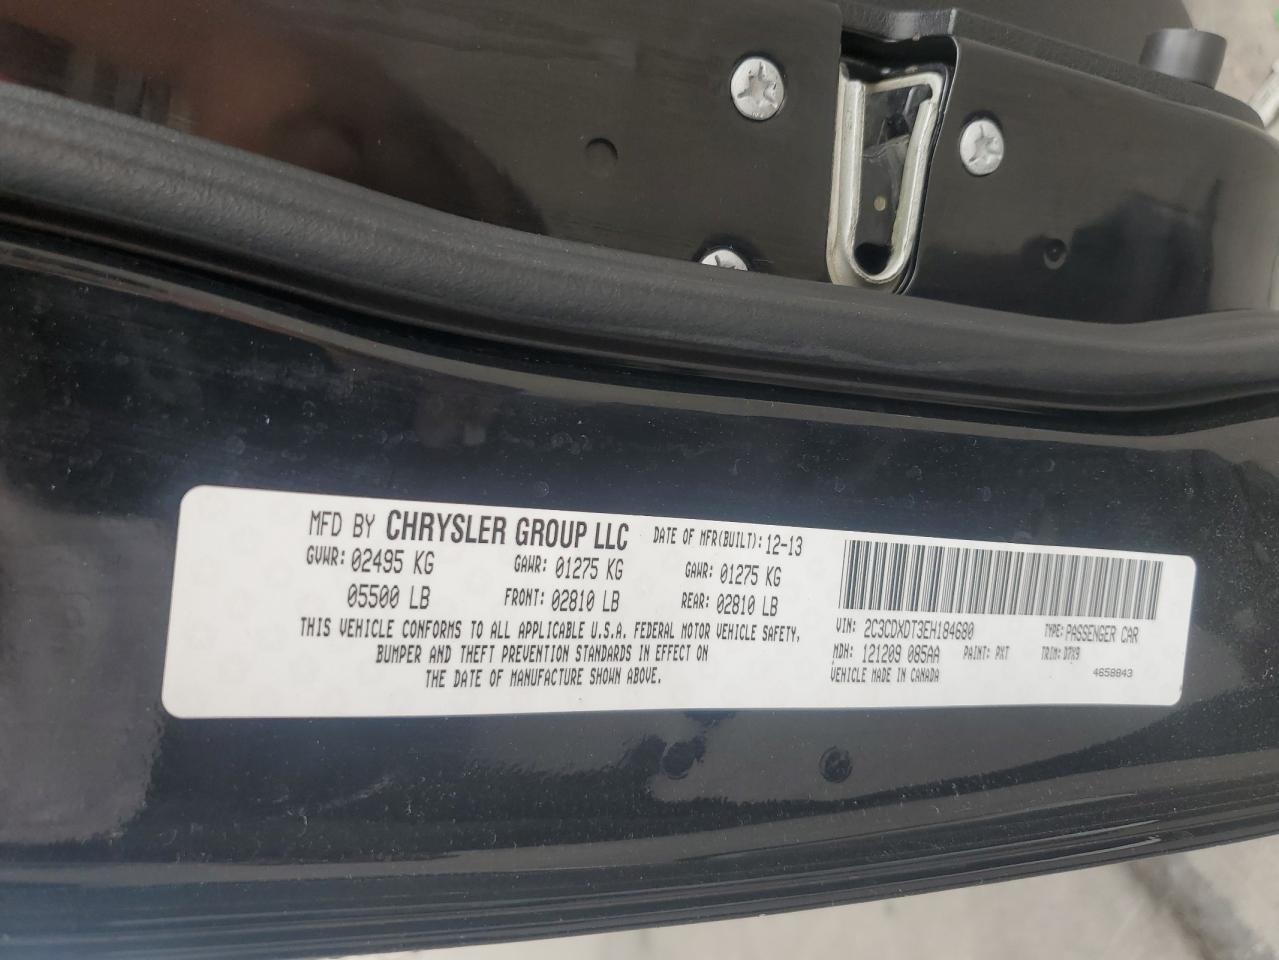 MFD BY CHRYSLER GROUP LLC DATE OF MFR(BUILT): 12-13
GVWR: 02495 KG GAWR: 01275 KG GAWR: 01275 KG
05500 LB FRONT: 02810 LB REAR: 02810 LB
THIS VEHICLE CONFORMS TO ALL APPLICABLE U.S.A. FEDERAL MOTOR VEHICLE SAFETY,
BUMPER AND THEFT PREVENTION STANDARDS IN EFFECT ON
THE DATE OF MANUFACTURE SHOWN ABOVE.
VIN: 2C3CDXDT3EH184680 TYPE: PASSENGER CAR
MDH: 121209 085AA PAINT: PXT TRIM: D7X9
VEHICLE MADE IN CANADA 4658843